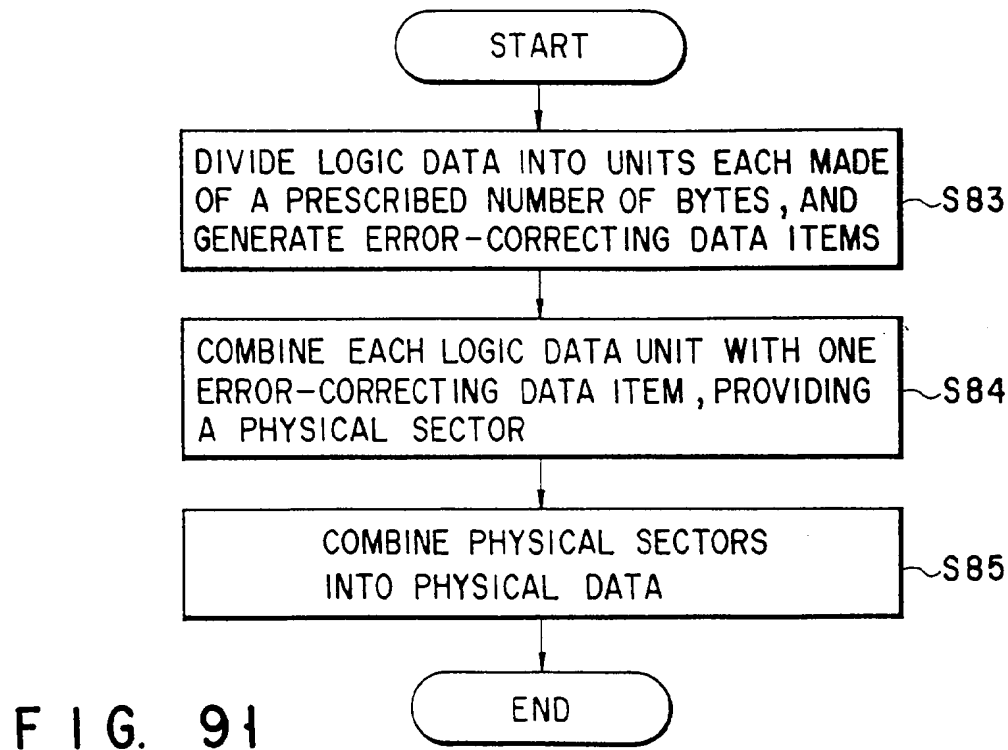 START
DIVIDE LOGIC DATA INTO UNITS EACH MADE
OF A PRESCRIBED NUMBER OF BYTES, AND
GENERATE ERROR-CORRECTING DATA ITEMS
S83
COMBINE EACH LOGIC DATA UNIT WITH ONE
ERROR-CORRECTING DATA ITEM, PROVIDING
A PHYSICAL SECTOR
S84
COMBINE PHYSICAL SECTORS
INTO PHYSICAL DATA
S85
END
FIG. 91